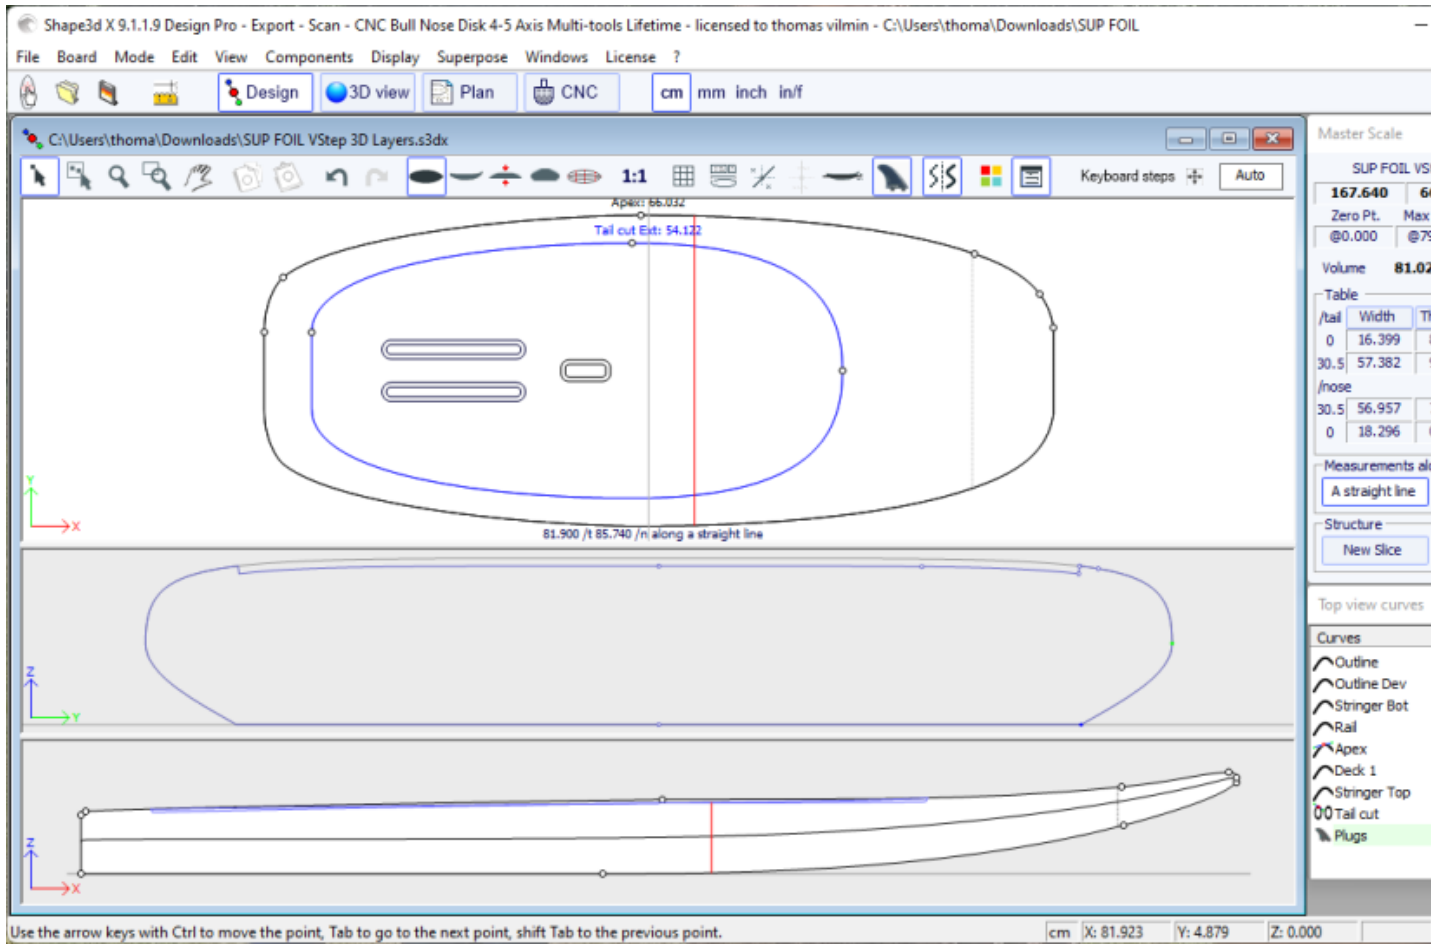 Shape3d X 9.1.1.9 Design Pro - Export - Scan - CNC Bull Nose Disk 4-5 Axis Multi-tools Lifetime - licensed to thomas vilmin - C:\Users\thoma\Downloads\SUP FOIL
File Board Mode Edit View Components Display Superpose Windows License ?
Design 3D view Plan CNC cm mm inch in/f
C:\Users\thoma\Downloads\SUP FOIL VStep 3D Layers.s3dx
1:1 Keyboard steps Auto
Apex: 66.032
Tail cut Ext: 54.122
Y
X
81.900 /t 85.740 /n along a straight line
Z
Y
Z
X
Master Scale
SUP FOIL VS
167.640 6
Zero Pt. Max
@0.000 @79
Volume 81.02
Table
/tail Width
0 16.399
30.5 57.382
/nose
30.5 56.957
0 18.296
Measurements al
A straight line
Structure
New Slice
Top view curves
Curves
Outline
Outline Dev
Stringer Bot
Rail
Apex
Deck 1
Stringer Top
Tail cut
Plugs
Use the arrow keys with Ctrl to move the point, Tab to go to the next point, shift Tab to the previous point.
cm X: 81.923 Y: 4.879 Z: 0.000